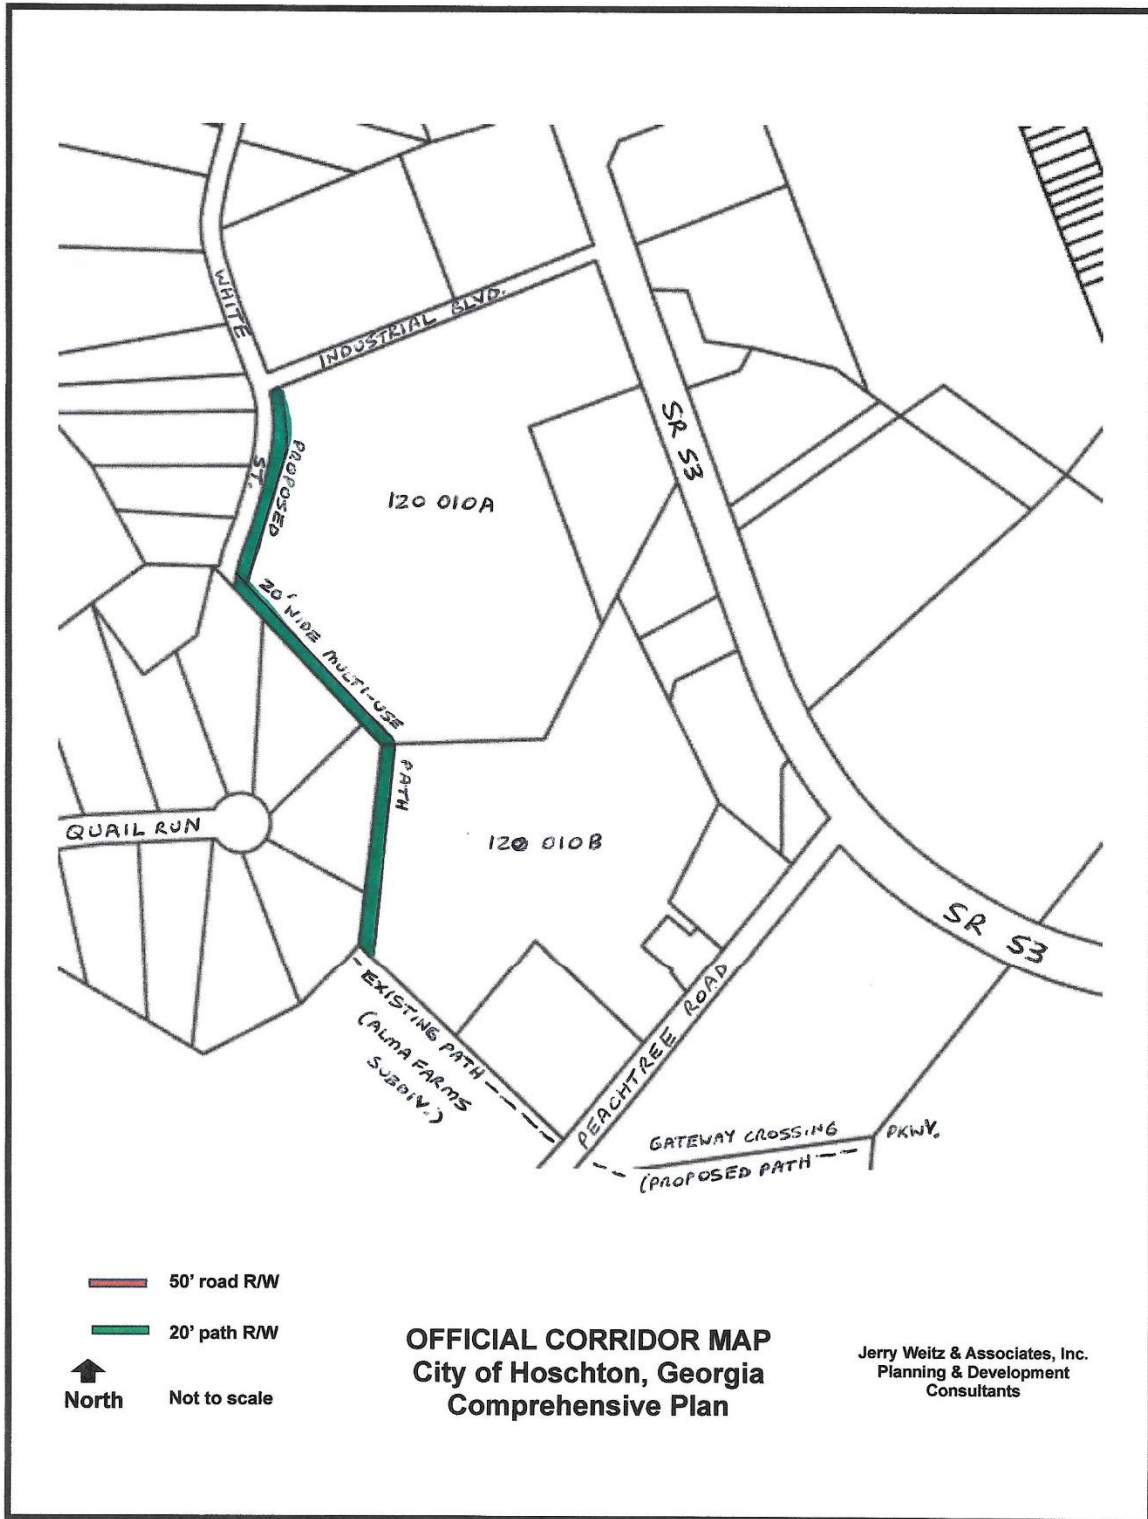 WHITE
ST.
INDUSTRIAL BLVD.
SR 53
PROPOSED
120 010A
20' WIDE MULTI-USE
PATH
QUAIL RUN
120 010B
SR 53
EXISTING PATH
(ALMA FARMS
SUBDIV.)
PEACHTREE ROAD
GATEWAY CROSSING
PKWY.
(PROPOSED PATH
50' road R/W
20' path R/W
North
Not to scale
OFFICIAL CORRIDOR MAP
City of Hoschton, Georgia
Comprehensive Plan
Jerry Weitz & Associates, Inc.
Planning & Development
Consultants